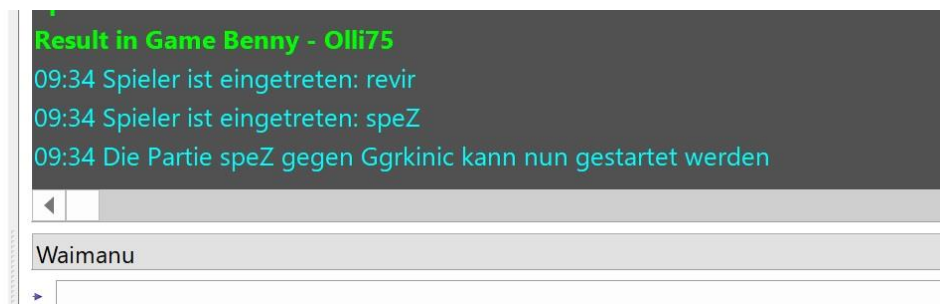 Result in Game Benny - Olli75
09:34 Spieler ist eingetreten: revir
09:34 Spieler ist eingetreten: speZ
09:34 Die Partie speZ gegen Ggrkinic kann nun gestartet werden
Waimanu